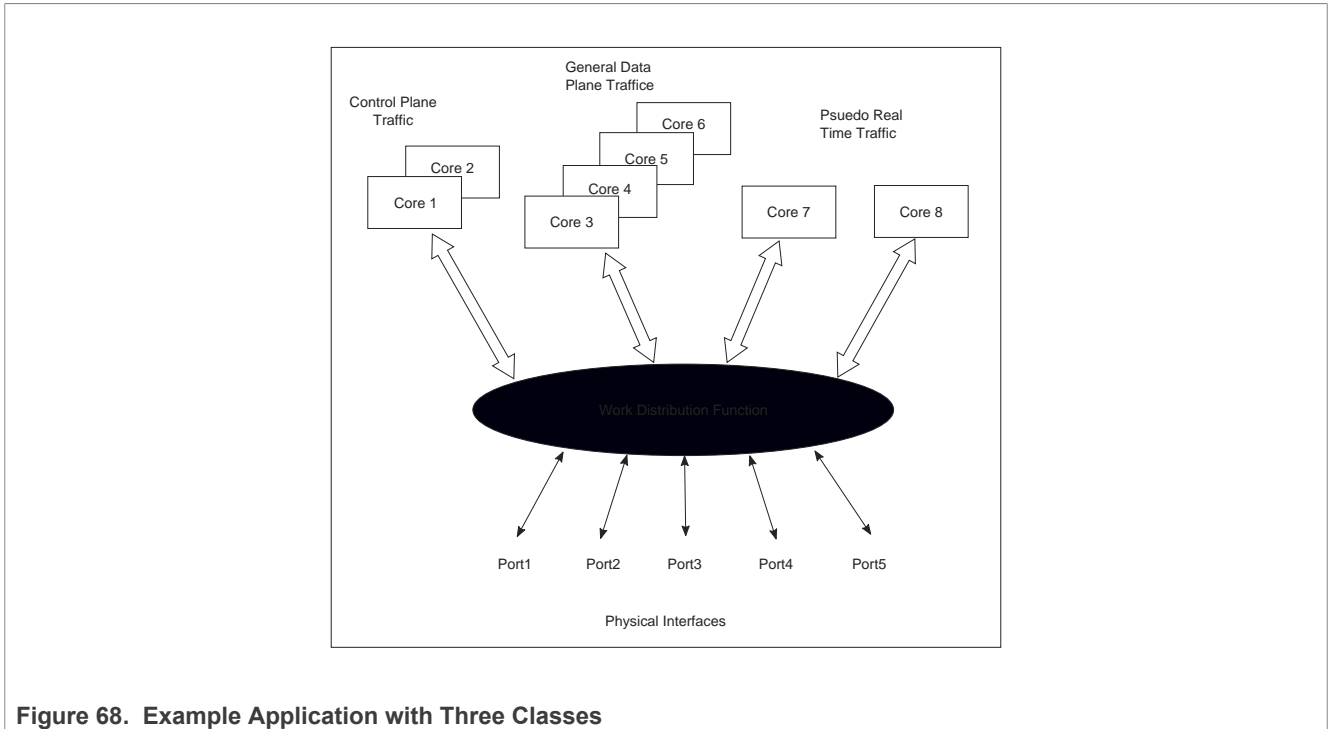 General Data
Plane Traffice
Control Plane
Traffic
Psuedo Real
Time Traffic
Core 6
Core 5
Core 4
Core 3
Core 2
Core 1
Core 7
Core 8
Work Distribution Function
Port1
Port2
Port3
Port4
Port5
Physical Interfaces
Figure 68. Example Application with Three Classes